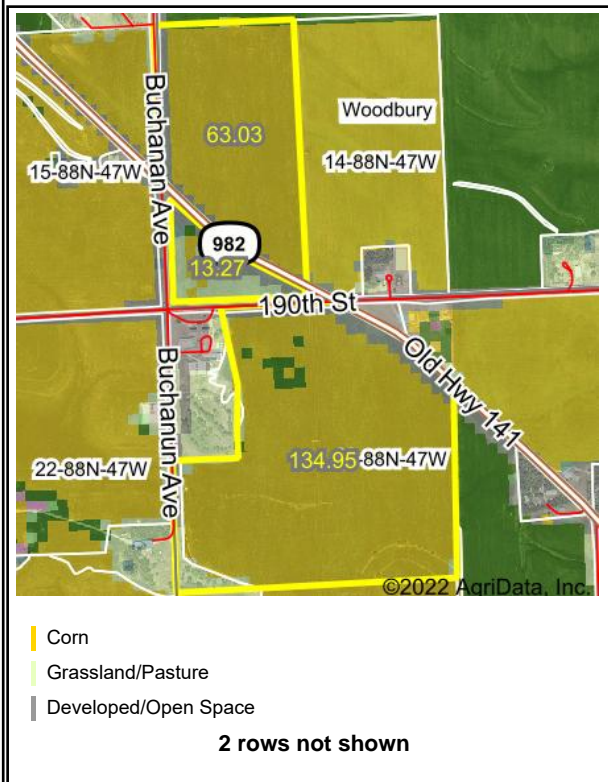 Buchanan Ave
Woodbury
63.03
14-88N-47W
15-88N-47W
982
13.27
190th St
Old Hwy 141
Buchanun Ave
134.95 -88N-47W
22-88N-47W
©2022 AgriData, Inc.
Corn
Grassland/Pasture
Developed/Open Space
2 rows not shown